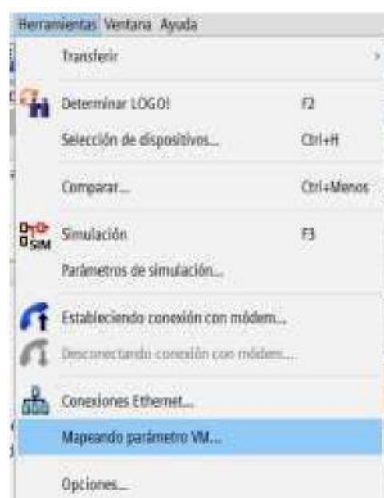 Herramientas Ventana Ayuda
Transferir
Determinar LOGO! F2
Selección de dispositivos... Ctrl+H
Comparar... Ctrl+Menos
SIM Simulación F3
Parámetros de simulación...
Estableciendo conexión con módem...
Desconectando conexión con módem...
Conexiones Ethernet...
Mapeando parámetro VM...
Opciones...